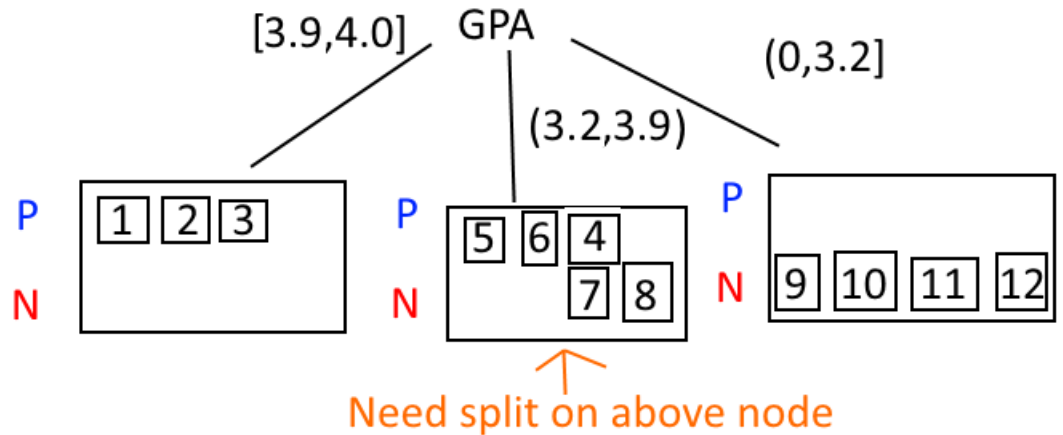 GPA
[3.9,4.0]
(3.2,3.9)
(0,3.2]
P
1 2 3
N
P
5 6 4
N
7 8
P
N
9 10 11 12
Need split on above node